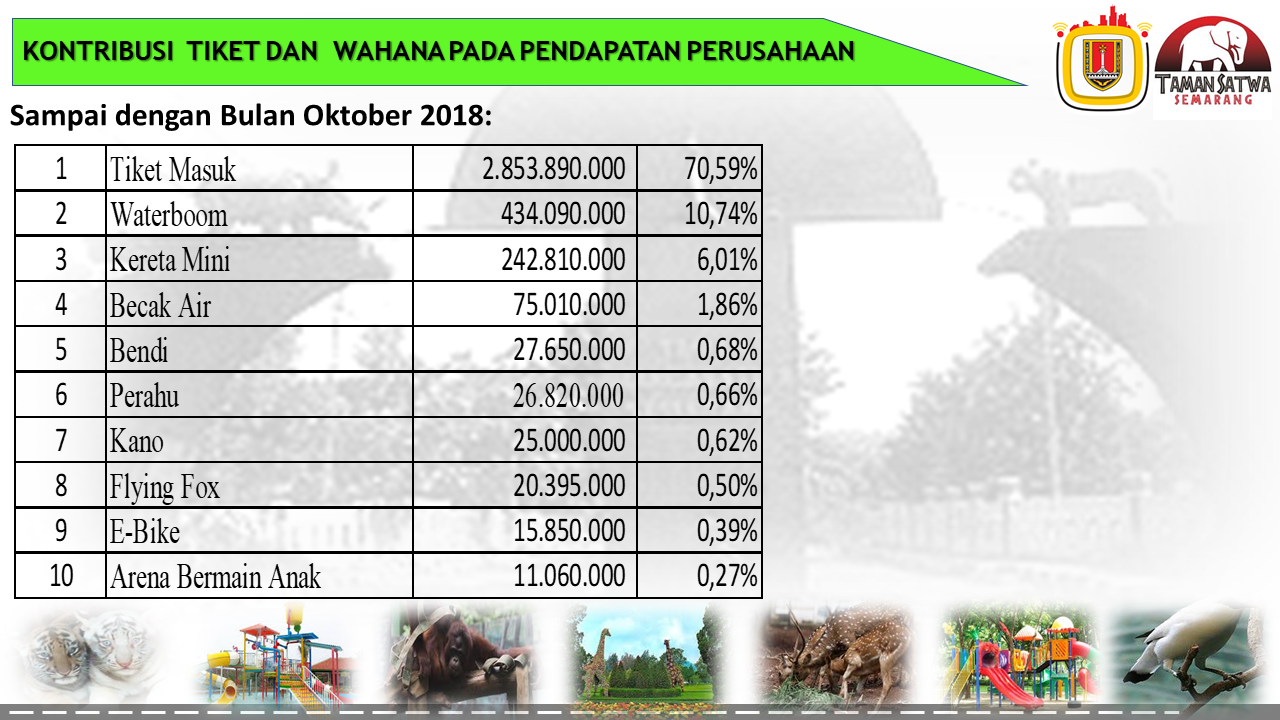 KONTRIBUSI TIKET DAN WAHANA PADA PENDAPATAN PERUSAHAAN
TAMAN SATWA
SEMARANG
Sampai dengan Bulan Oktober 2018:
1 Tiket Masuk 2.853.890.000 70,59%
2 Waterboom 434.090.000 10,74%
3 Kereta Mini 242.810.000 6,01%
4 Becak Air 75.010.000 1,86%
5 Bendi 27.650.000 0,68%
6 Perahu 26.820.000 0,66%
7 Kano 25.000.000 0,62%
8 Flying Fox 20.395.000 0,50%
9 E-Bike 15.850.000 0,39%
10 Arena Bermain Anak 11.060.000 0,27%